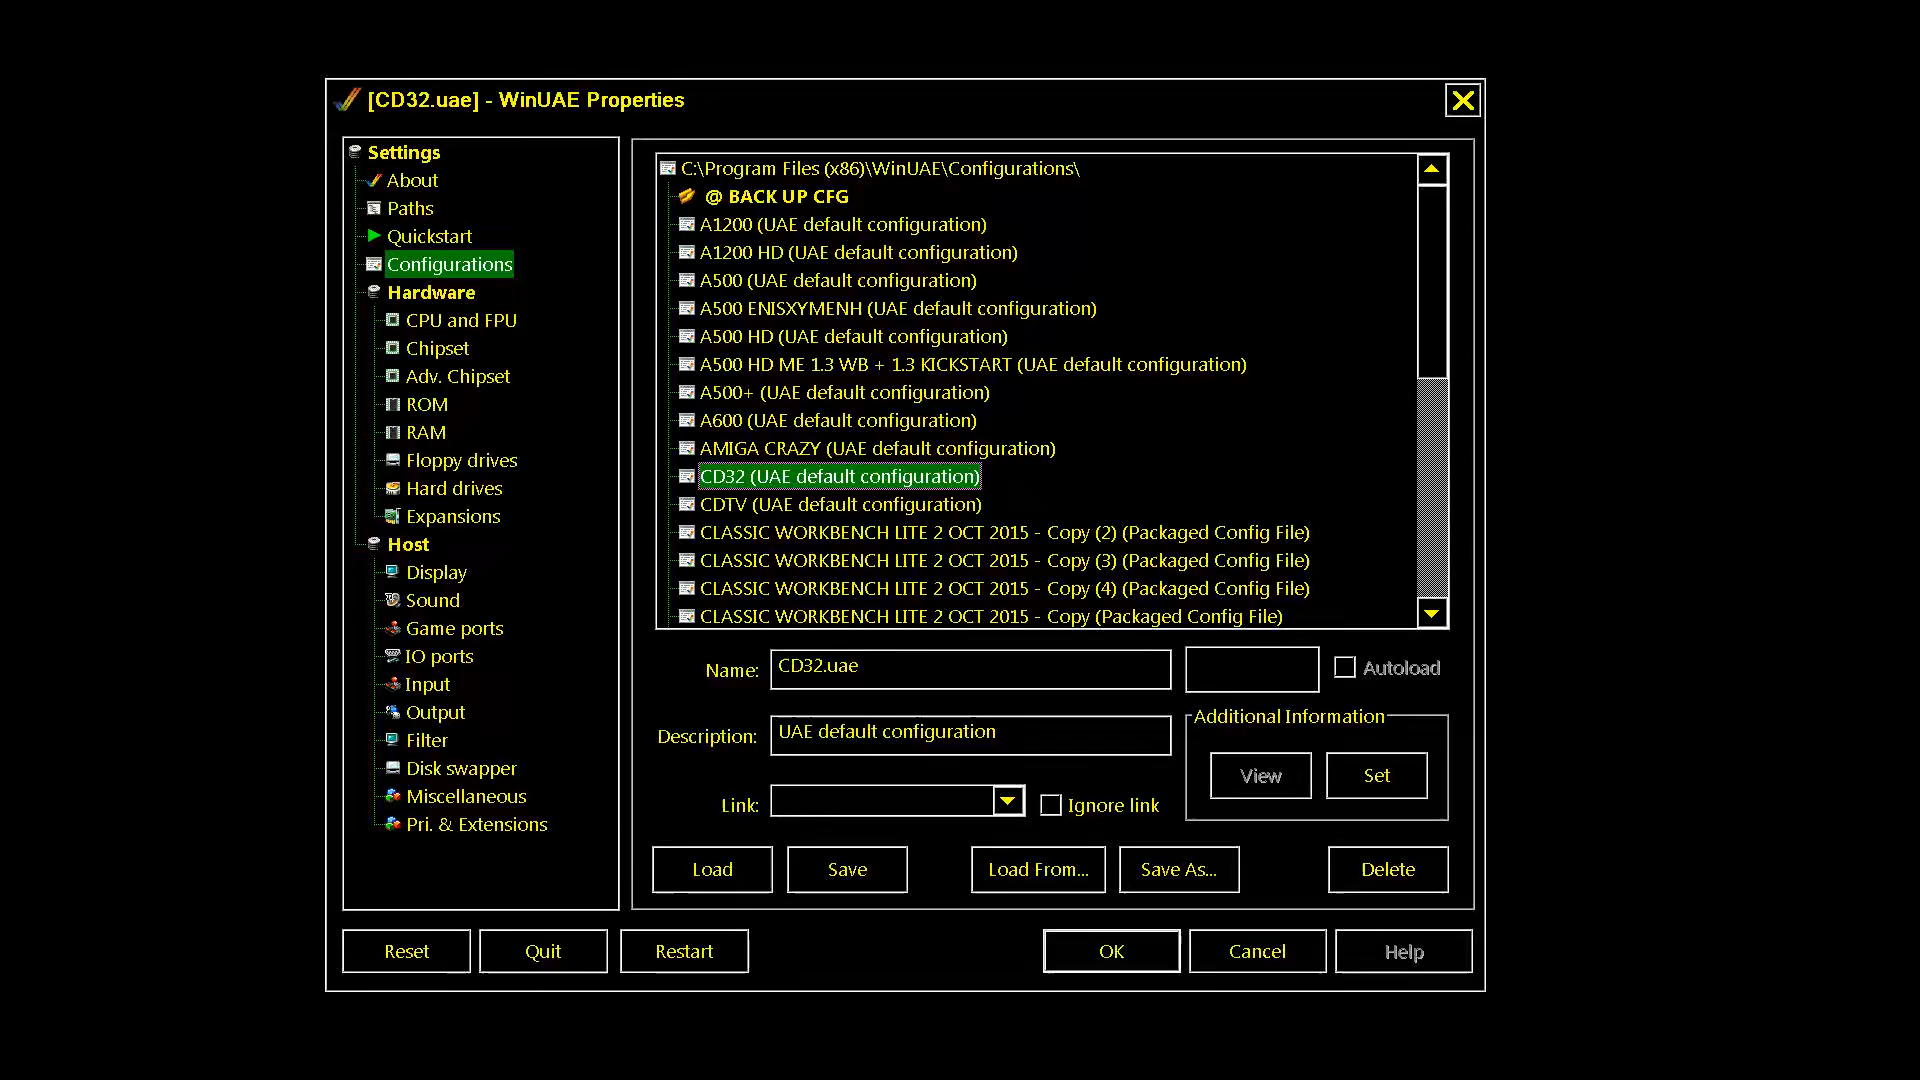 [CD32.uae] - WinUAE Properties
Settings
About
Paths
Quickstart
Configurations
Hardware
CPU and FPU
Chipset
Adv. Chipset
ROM
RAM
Floppy drives
Hard drives
Expansions
Host
Display
Sound
Game ports
IO ports
Input
Output
Filter
Disk swapper
Miscellaneous
Pri. & Extensions
C:\Program Files (x86)\WinUAE\Configurations\
@ BACK UP CFG
A1200 (UAE default configuration)
A1200 HD (UAE default configuration)
A500 (UAE default configuration)
A500 ENISXYMENH (UAE default configuration)
A500 HD (UAE default configuration)
A500 HD ME 1.3 WB + 1.3 KICKSTART (UAE default configuration)
A500+ (UAE default configuration)
A600 (UAE default configuration)
AMIGA CRAZY (UAE default configuration)
CD32 (UAE default configuration)
CDTV (UAE default configuration)
CLASSIC WORKBENCH LITE 2 OCT 2015 - Copy (2) (Packaged Config File)
CLASSIC WORKBENCH LITE 2 OCT 2015 - Copy (3) (Packaged Config File)
CLASSIC WORKBENCH LITE 2 OCT 2015 - Copy (4) (Packaged Config File)
CLASSIC WORKBENCH LITE 2 OCT 2015 - Copy (Packaged Config File)
Name: CD32.uae
Autoload
Description: UAE default configuration
Additional Information
View Set
Link:
Ignore link
Load Save Load From... Save As... Delete
Reset Quit Restart OK Cancel Help